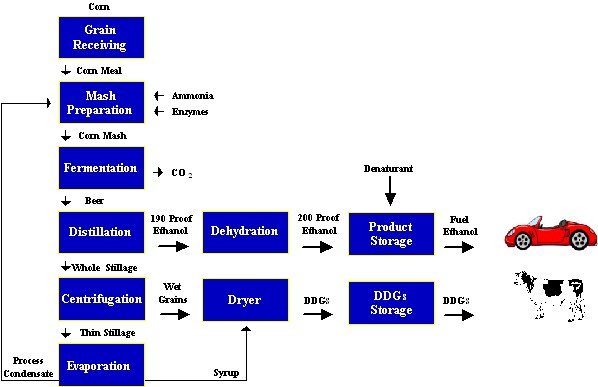 Corn
Grain
Receiving
Corn Meal
Mash
Preparation
Ammonia
Enzymes
Corn Mash
Fermentation
CO2
Denaturant
Beer
Distillation
190 Proof
Ethanol
Dehydration
200 Proof
Ethanol
Product
Storage
Fuel
Ethanol
Whole Stillage
Centrifugation
Wet
Grains
Dryer
DDGs
DDGs
Storage
DDGs
Thin Stillage
Process
Condensate
Evaporation
Syrup